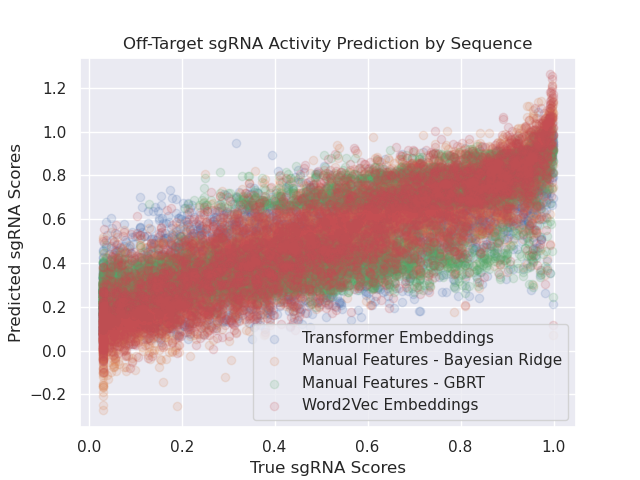 Off-Target sgRNA Activity Prediction by Sequence
Predicted sgRNA Scores
1.2
1.0
0.8
0.6
0.4
0.2
0.0
−0.2
Transformer Embeddings
Manual Features - Bayesian Ridge
Manual Features - GBRT
Word2Vec Embeddings
0.0 0.2 0.4 0.6 0.8 1.0
True sgRNA Scores